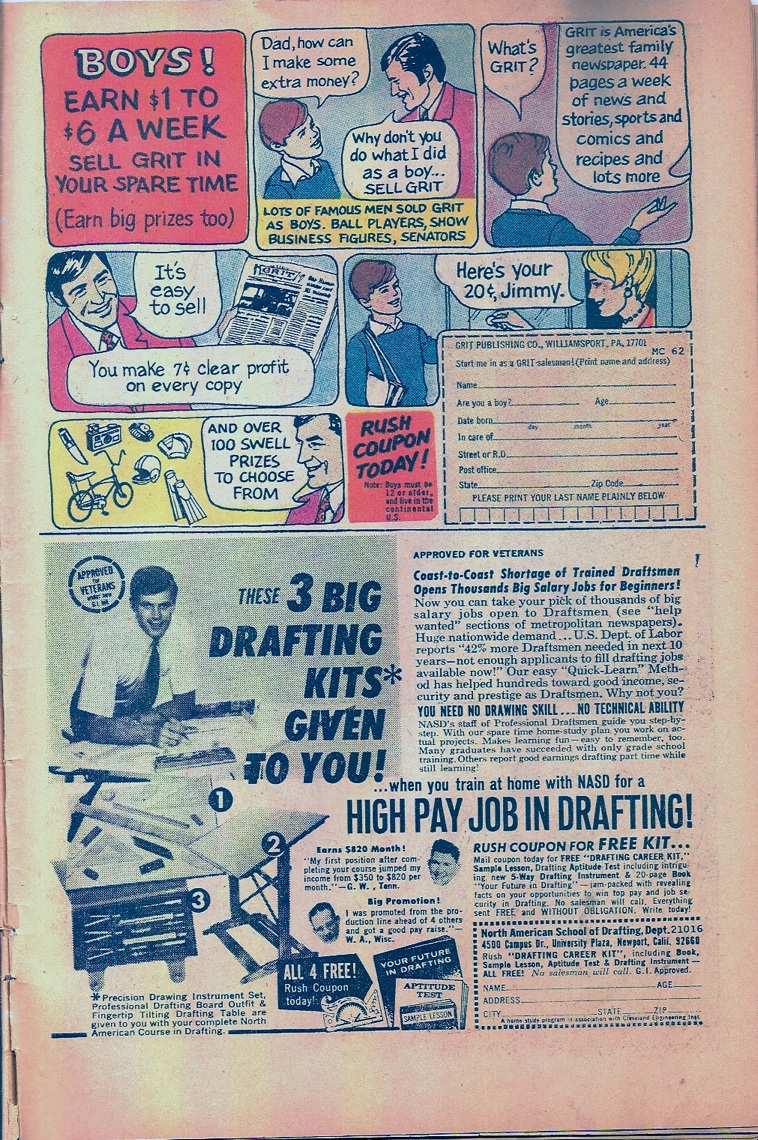 BOYS!
EARN $1 TO
$6 A WEEK
SELL GRIT IN
YOUR SPARE TIME
(Earn big prizes too)
Dad, how can
I make some
extra money?
Why don't you
do what I did
as a boy...
SELL GRIT
LOTS OF FAMOUS MEN SOLD GRIT
AS BOYS. BALL PLAYERS, SHOW
BUSINESS FIGURES, SENATORS
What's
GRIT?
GRIT is America's
greatest family
newspaper. 44
pages a week
of news and
stories, sports and
comics and
recipes and
lots more
It's
easy
to sell
You make 7¢ clear profit
on every copy
Here's your
20¢, Jimmy.
AND OVER
100 SWELL
PRIZES
TO CHOOSE
FROM
RUSH
COUPON
TODAY!
Note: Boys must be
12 or older,
and live in the
continental
U.S.
GRIT PUBLISHING CO., WILLIAMSPORT, PA. 17701
MC 62
Start me in as a GRIT salesman! (Print name and address)
Name
Are you a boy? Age
Date born
day month year
In care of
Street or R.D.
Post office
State Zip Code
PLEASE PRINT YOUR LAST NAME PLAINLY BELOW
APPROVED
for
VETERANS
under new
G.I. Bill
THESE 3 BIG
DRAFTING
KITS*
GIVEN
TO YOU!
APPROVED FOR VETERANS
Coast-to-Coast Shortage of Trained Draftsmen
Opens Thousands Big Salary Jobs for Beginners!
Now you can take your pick of thousands of big
salary jobs open to Draftsmen (see "help
wanted" sections of metropolitan newspapers).
Huge nationwide demand... U.S. Dept. of Labor
reports "42% more Draftsmen needed in next 10
years—not enough applicants to fill drafting jobs
available now!" Our easy "Quick-Learn" Meth-
od has helped hundreds toward good income, se-
curity and prestige as Draftsmen. Why not you?
YOU NEED NO DRAWING SKILL...NO TECHNICAL ABILITY
NASD's staff of Professional Draftsmen guide you step-by-
step. With our spare time home-study plan you work on ac-
tual projects. Makes learning fun—easy to remember, too.
Many graduates have succeeded with only grade school
training. Others report good earnings drafting part time while
still learning!
...when you train at home with NASD for a
HIGH PAY JOB IN DRAFTING!
1
2
3
Earns $820 Month!
"My first position after com-
pleting your course jumped my
income from $350 to $820 per
month."—G. W., Tenn.
Big Promotion!
I was promoted from the pro-
duction line ahead of 4 others
and got a good pay raise."—
W. A., Wisc.
ALL 4 FREE!
Rush Coupon
today!
YOUR FUTURE
IN DRAFTING
APTITUDE
TEST
SAMPLE LESSON
*Precision Drawing Instrument Set,
Professional Drafting Board Outfit &
Fingertip Tilting Drafting Table are
given to you with your complete North
American Course in Drafting.
RUSH COUPON FOR FREE KIT...
Mail coupon today for FREE "DRAFTING CAREER KIT,"
Sample Lesson, Drafting Aptitude Test including intrigu-
ing new 5-Way Drafting Instrument & 20-page Book
"Your Future in Drafting" — jam-packed with revealing
facts on your opportunities to win top pay and job se-
curity in Drafting. No salesman will call. Everything
sent FREE and WITHOUT OBLIGATION. Write today!
North American School of Drafting, Dept. 21016
4500 Campus Dr., University Plaza, Newport, Calif. 92660
Rush "DRAFTING CAREER KIT", including Book,
Sample Lesson, Aptitude Test & Drafting Instrument—
ALL FREE! No salesman will call. G.I. Approved.
NAME AGE
ADDRESS
CITY STATE ZIP
A home study program in association with Cleveland Engineering Inst.